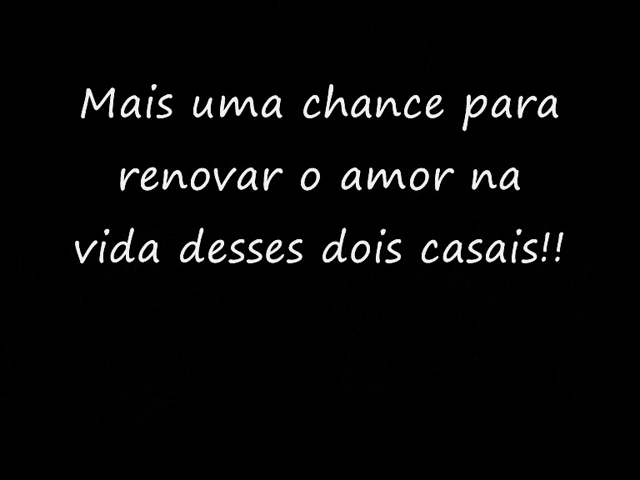 Mais uma chance para
renovar o amor na
vida desses dois casais!!